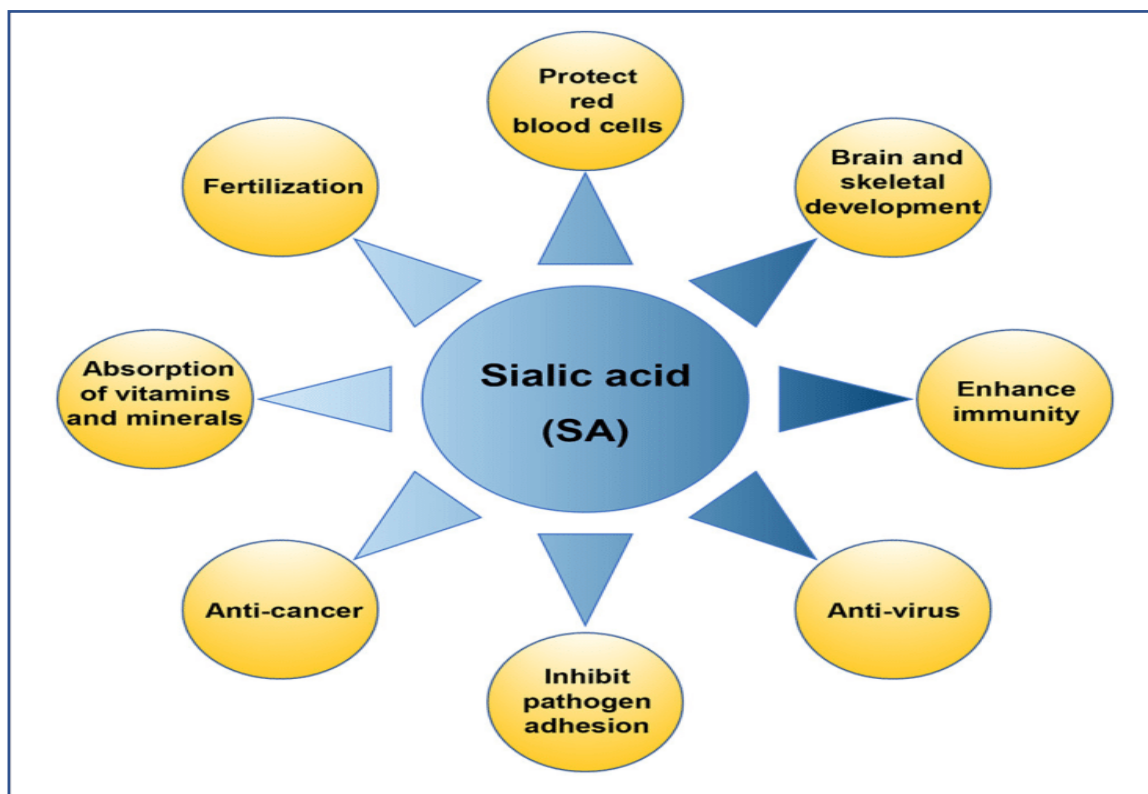 Protect
red
blood cells
Brain and
skeletal
development
Enhance
immunity
Anti-virus
Inhibit
pathogen
adhesion
Anti-cancer
Absorption
of vitamins
and minerals
Fertilization
Sialic acid
(SA)